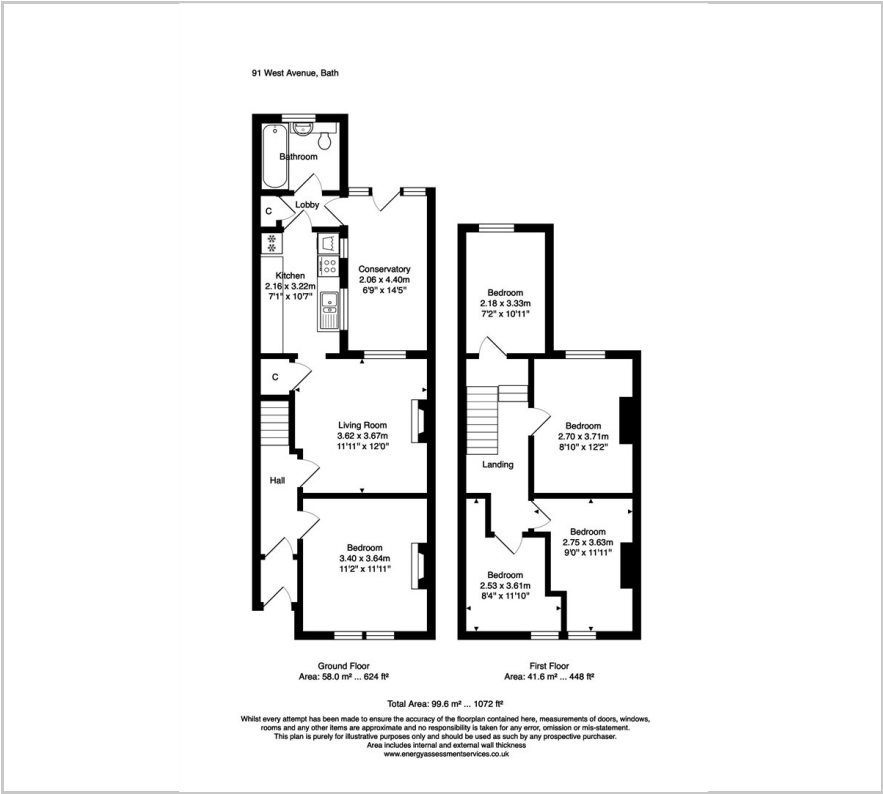 91 West Avenue, Bath
Bathroom
Lobby
C
Kitchen
2.16 x 3.22m
7'1" x 10'7"
Conservatory
2.06 x 4.40m
6'9" x 14'5"
C
Living Room
3.62 x 3.67m
11'11" x 12'0"
Hall
Bedroom
3.40 x 3.64m
11'2" x 11'11"
Bedroom
2.18 x 3.33m
7'2" x 10'11"
Bedroom
2.70 x 3.71m
8'10" x 12'2"
Landing
Bedroom
2.75 x 3.63m
9'0" x 11'11"
Bedroom
2.53 x 3.61m
8'4" x 11'10"
Ground Floor
Area: 58.0 m² ... 624 ft²
First Floor
Area: 41.6 m² ... 448 ft²
Total Area: 99.6 m² ... 1072 ft²
Whilst every attempt has been made to ensure the accuracy of the floorplan contained here, measurements of doors, windows,
rooms and any other items are approximate and no responsibility is taken for any error, omission or mis-statement.
This plan is purely for illustrative purposes only and should be used as such by any prospective purchaser.
Area includes internal and external wall thickness
www.energyassessmentservices.co.uk